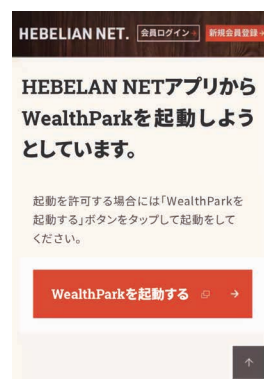 HEBELIAN NET. 会員ログイン 新規会員登録
HEBELAN NETアプリから
WealthParkを起動しよう
としています。
起動を許可する場合には「WealthParkを
起動する」ボタンをタップして起動をして
ください。
WealthParkを起動する